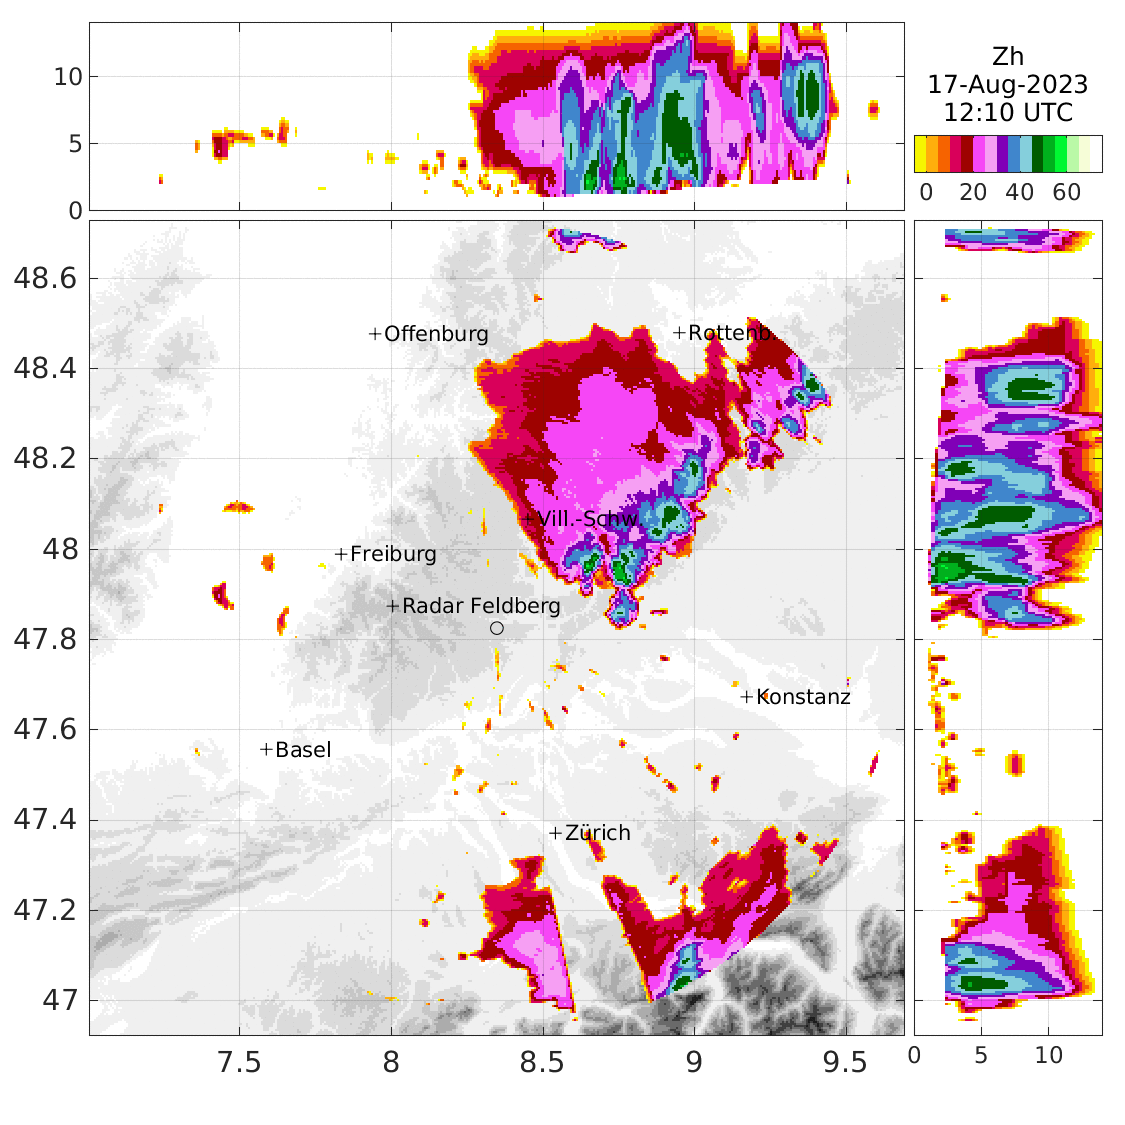 Zh
17-Aug-2023
12:10 UTC
0 20 40 60
10
5
0
48.6
48.4
48.2
48
47.8
47.6
47.4
47.2
47
Offenburg
Rottenb.
Vill.-Schw.
Freiburg
Radar Feldberg
Konstanz
Basel
Zürich
7.5 8 8.5 9 9.5
0 5 10